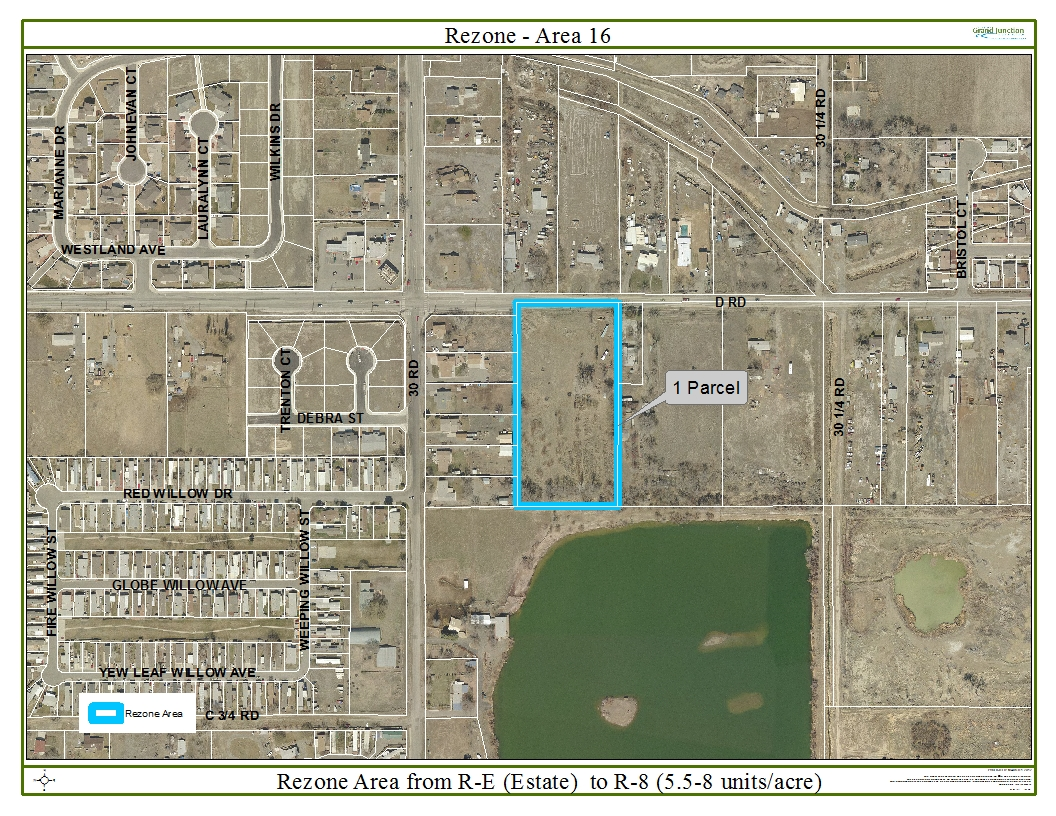 Rezone - Area 16
Grand Junction
MARIANE DR
JOHNEVAN CT
LAURALYNN CT
WILKINS DR
30 1/4 RD
WESTLAND AVE
BRISTOL CT
D RD
TRENTON CT
30 RD
1 Parcel
30 1/4 RD
DEBRA ST
RED WILLOW DR
FIRE WILLOW ST
GLOBE WILLOW AVE
WEEPING WILLOW ST
YEW LEAF WILLOW AVE
Rezone Area
C 3/4 RD
Rezone Area from R-E (Estate) to R-8 (5.5-8 units/acre)